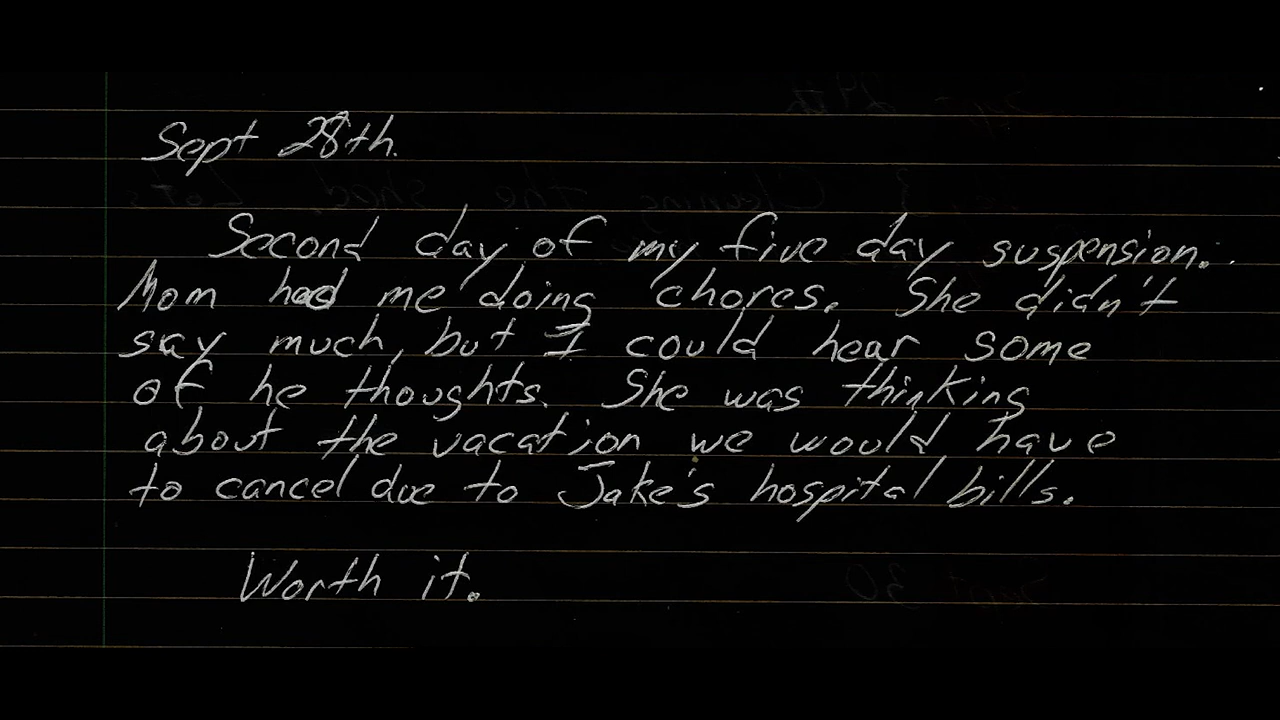 Sept 28th.
Second day of my five day suspension.
Mom had me doing chores. She didn't
say much, but I could hear some
of he thoughts. She was thinking
about the vacation we would have
to cancel due to Jake's hospital bills.
Worth it.